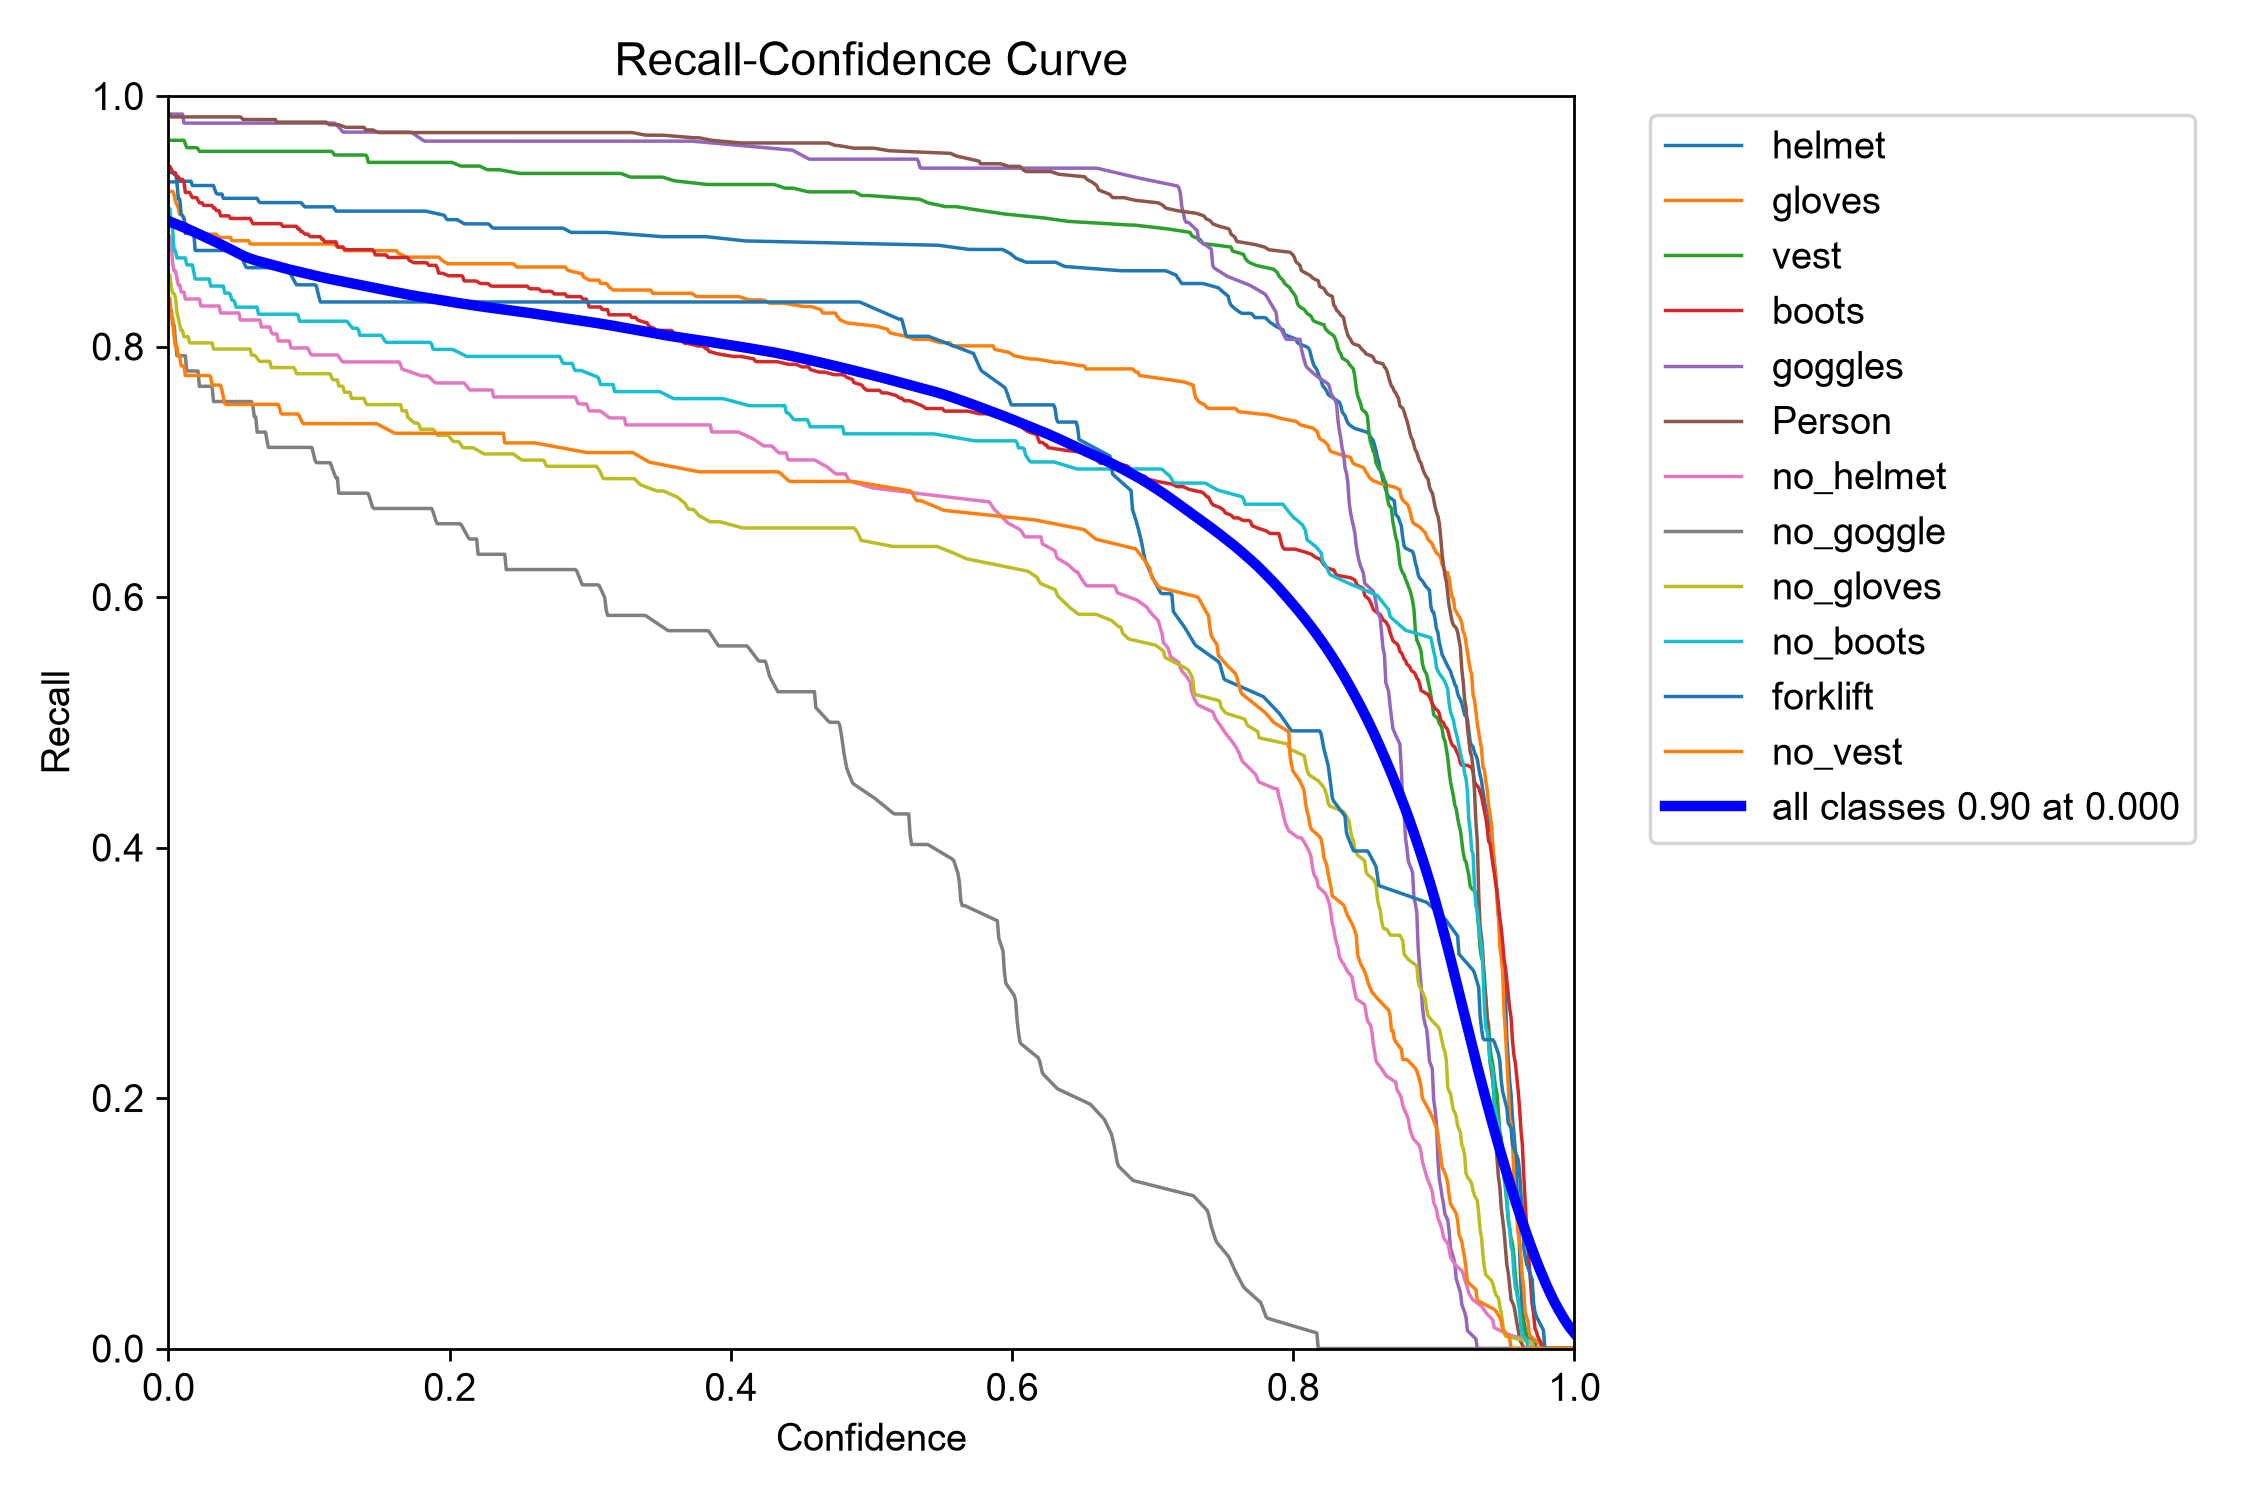 Recall-Confidence Curve
1.0
0.8
0.6
0.4
0.2
0.0
Recall
0.0 0.2 0.4 0.6 0.8 1.0
Confidence
helmet
gloves
vest
boots
goggles
Person
no_helmet
no_goggle
no_gloves
no_boots
forklift
no_vest
all classes 0.90 at 0.000